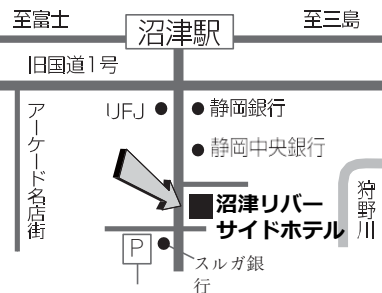 至富士
沼津駅
至三島
旧国道1号
アーケード名店街
UFJ
静岡銀行
静岡中央銀行
沼津リバー
サイドホテル
狩野川
P
スルガ銀
行